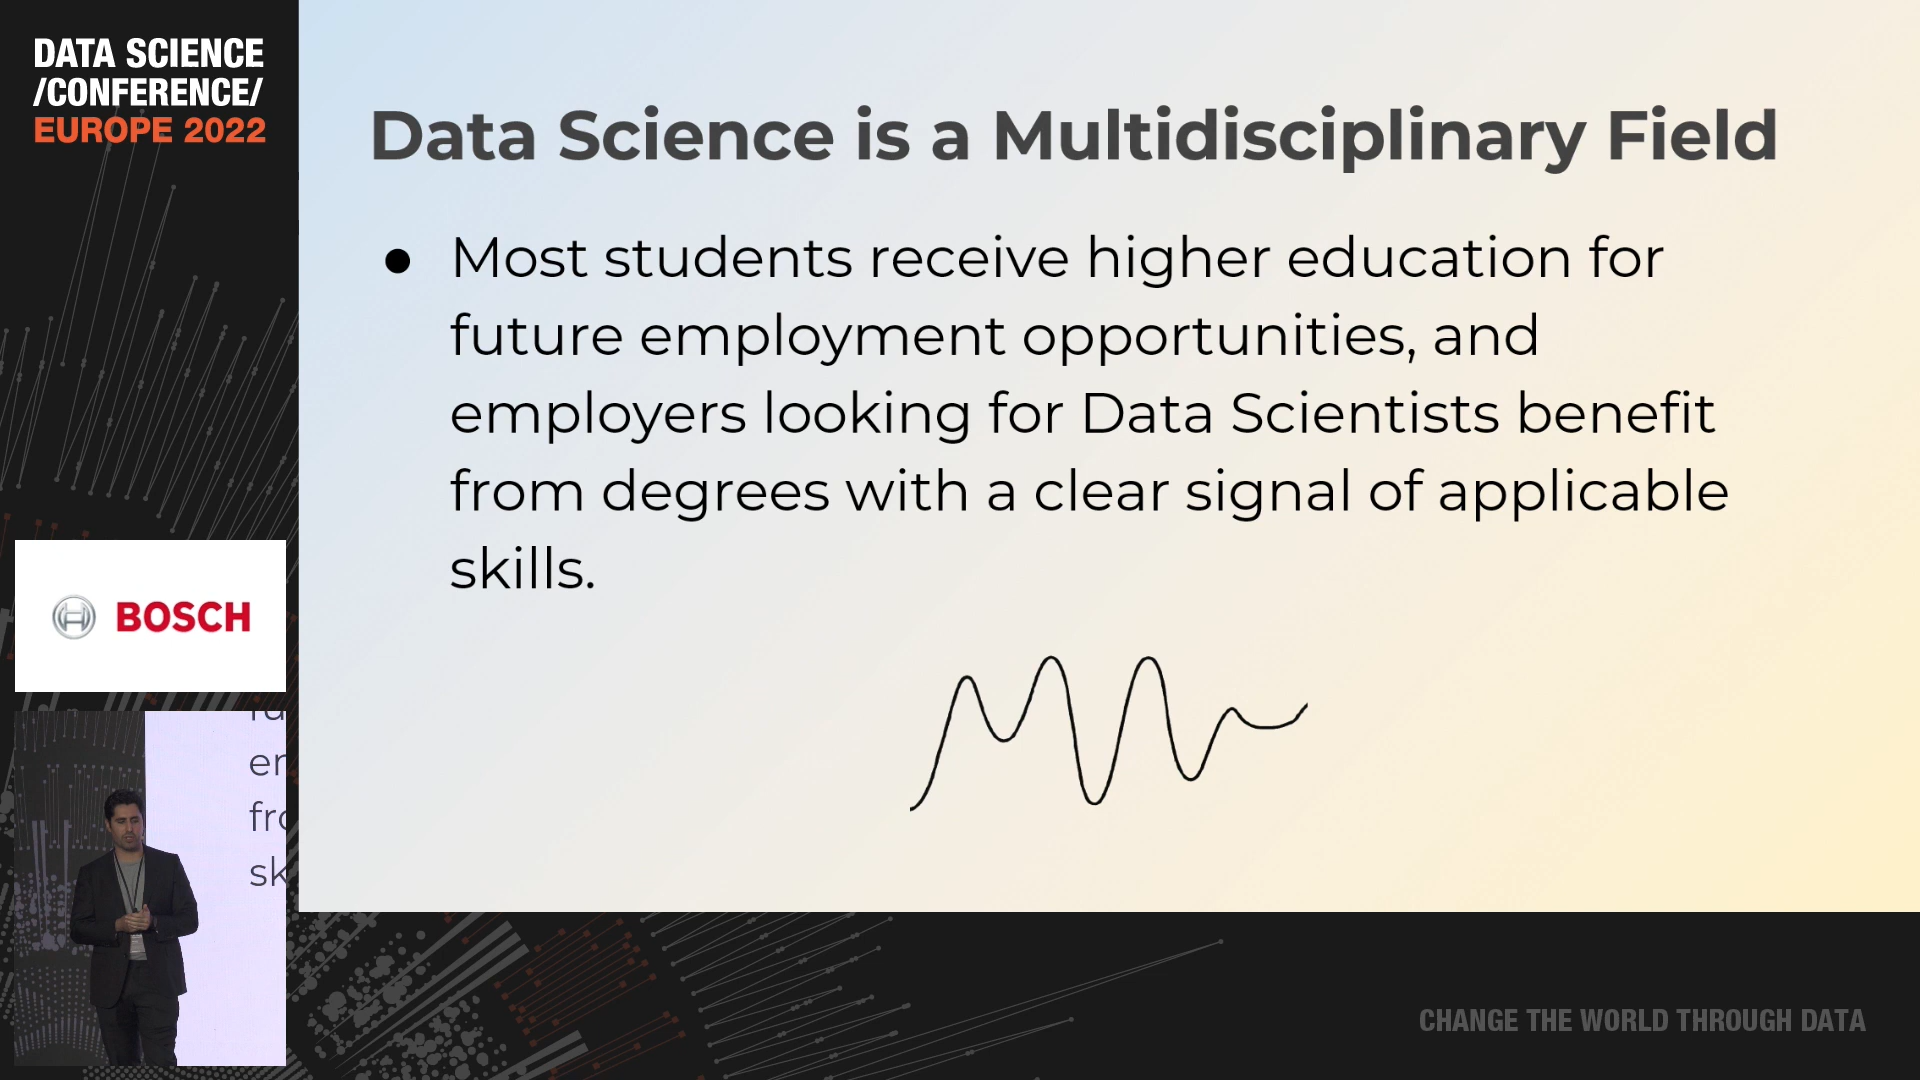 DATA SCIENCE
/CONFERENCE/
EUROPE 2022
Data Science is a Multidisciplinary Field
● Most students receive higher education for
future employment opportunities, and
employers looking for Data Scientists benefit
from degrees with a clear signal of applicable
skills.
BOSCH
CHANGE THE WORLD THROUGH DATA